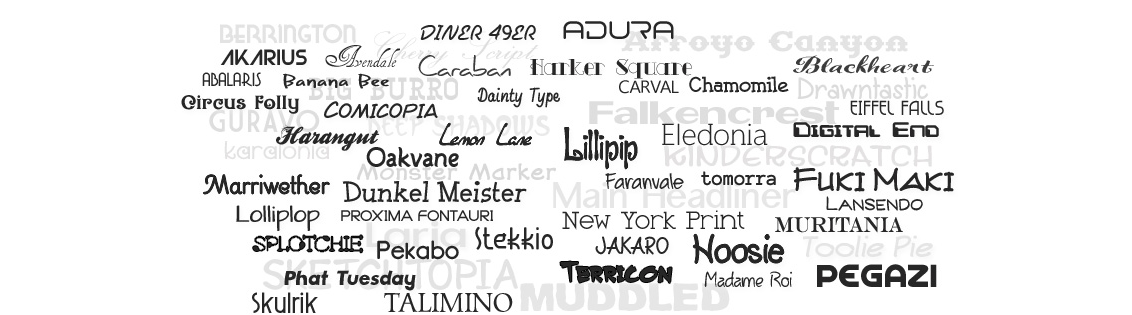 BERRINGTON
DINER 49ER
ADURA
Arroyo Canyon
AKARIUS
Avendale
Cherry Script
Caraban
Harker Square
Blackheart
ABALARIS
Banana Bee
BIG BURRO
Dainty Type
CARVAL
Chamomile
Drawntastic
Circus Folly
COMICOPIA
Falkencrest
EIFFEL FALLS
GURAVO
Harangut
DEEP SHADOWS
Lemon Lane
Lillipip
Eledonia
DIGITAL END
karalonia
Oakvane
KINDERSCRATCH
Monster Marker
Marriwether
Dunkel Meister
Faranvale
tomorra
FUKI MAKI
Main Headliner
LANSENDO
Lolliplop
PROXIMA FONTAURI
New York Print
MURITANIA
Laria
SPLOTCHIE
Pekabo
Stekkio
JAKARO
Noosie
Toolie Pie
SKETCHTOPIA
Phat Tuesday
TERRICON
Madame Roi
PEGAZI
Skulrik
TALIMINO
MUDDLED